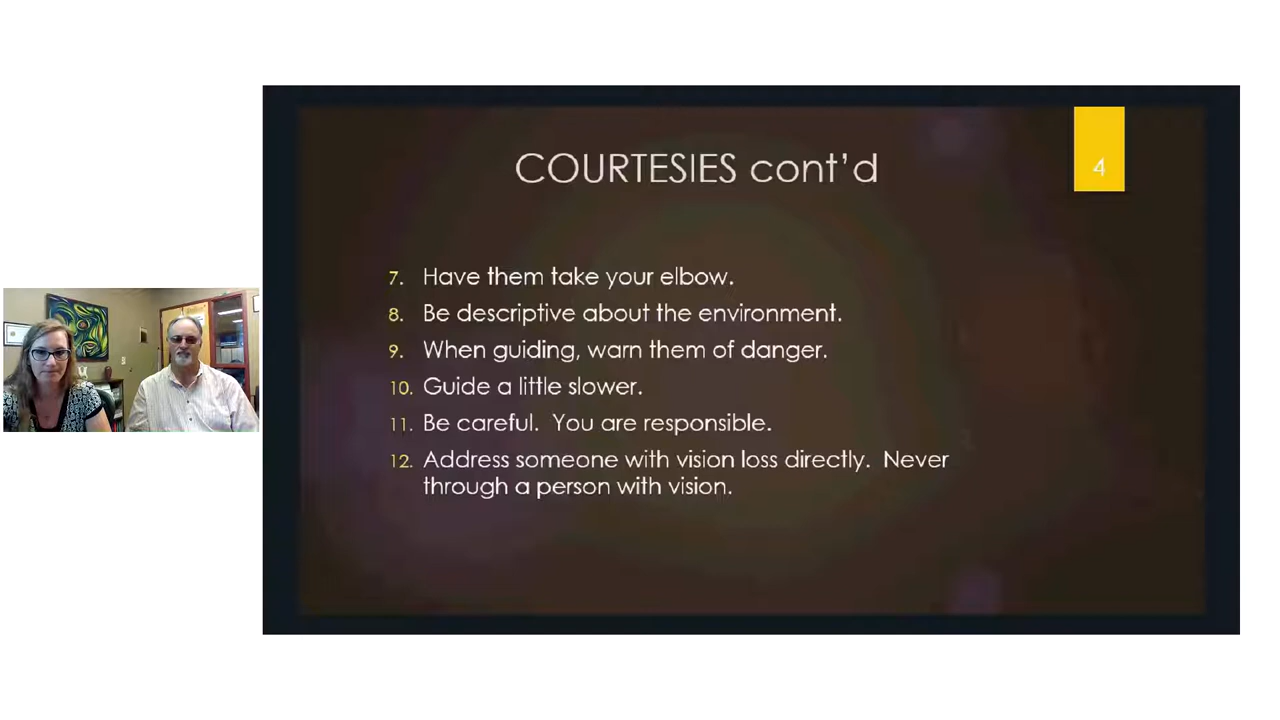 COURTESIES cont'd
4
7. Have them take your elbow.
8. Be descriptive about the environment.
9. When guiding, warn them of danger.
10. Guide a little slower.
11. Be careful.  You are responsible.
12. Address someone with vision loss directly.  Never
through a person with vision.